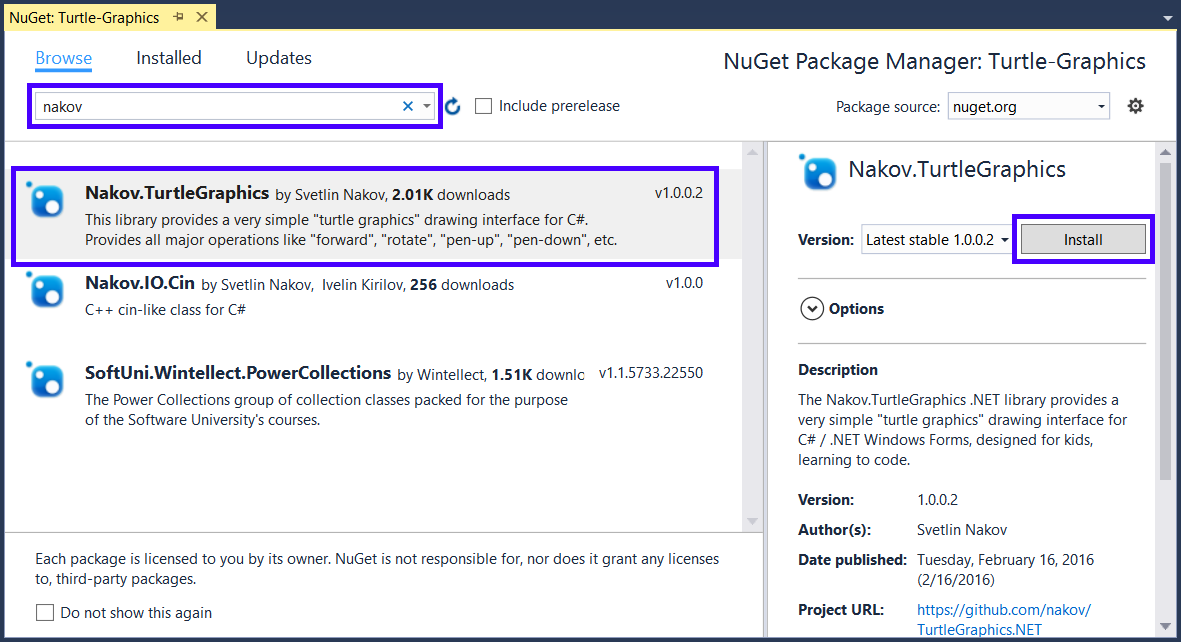 NuGet: Turtle-Graphics
Browse Installed Updates
NuGet Package Manager: Turtle-Graphics
nakov
Include prerelease
Package source: nuget.org
Nakov.TurtleGraphics by Svetlin Nakov, 2.01K downloads v1.0.0.2
This library provides a very simple "turtle graphics" drawing interface for C#.
Provides all major operations like "forward", "rotate", "pen-up", "pen-down", etc.
Nakov.IO.Cin by Svetlin Nakov, Ivelin Kirilov, 256 downloads v1.0.0
C++ cin-like class for C#
SoftUni.Wintellect.PowerCollections by Wintellect, 1.51K downlc v1.1.5733.22550
The Power Collections group of collection classes packed for the purpose
of the Software University's courses.
Each package is licensed to you by its owner. NuGet is not responsible for, nor does it grant any licenses
to, third-party packages.
Do not show this again
Nakov.TurtleGraphics
Version: Latest stable 1.0.0.2 Install
Options
Description
The Nakov.TurtleGraphics .NET library provides a
very simple "turtle graphics" drawing interface for
C# / .NET Windows Forms, designed for kids,
learning to code.
Version: 1.0.0.2
Author(s): Svetlin Nakov
Date published: Tuesday, February 16, 2016
(2/16/2016)
Project URL: https://github.com/nakov/
TurtleGraphics.NET